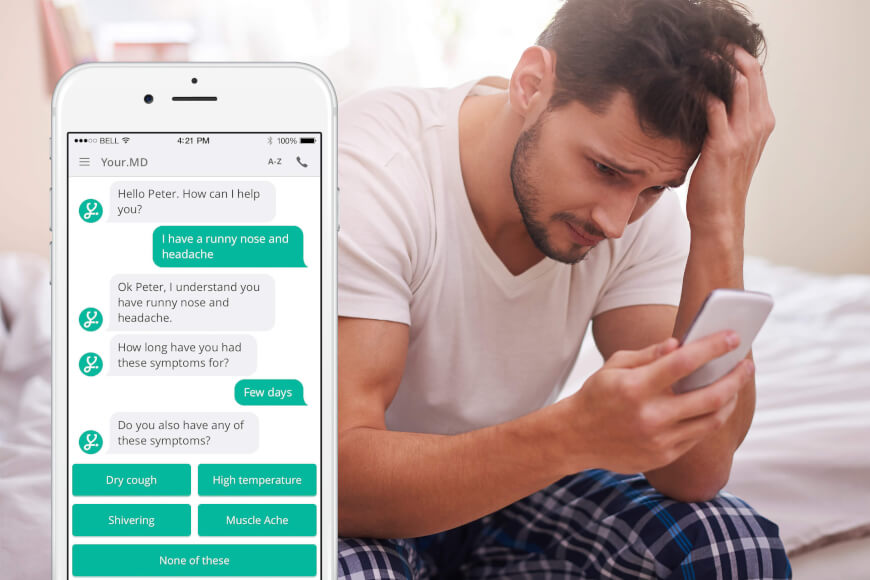 BELL 4:21 PM 100%
Your.MD A-Z
Hello Peter. How can I help
you?
I have a runny nose and
headache
Ok Peter, I understand you
have runny nose and
headache.
How long have you had
these symptoms for?
Few days
Do you also have any of
these symptoms?
Dry cough High temperature
Shivering Muscle Ache
None of these